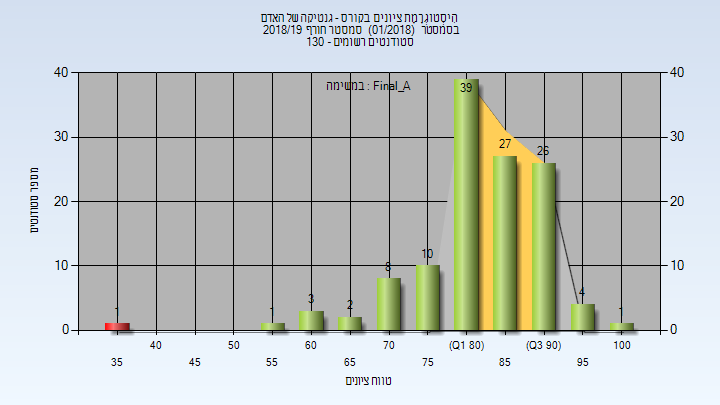 היסטוגרמת ציונים בקורס - גנטיקה של האדם
בסמסטר (01/2018) סמסטר חורף 2018/19
סטודנטים רשומים - 130
במשימה : Final_A
מספר סטודנטים
40 40
30 30
20 20
10 10
0 0
1 1 3 2 8 10 39 27 26 4 1
35 40 45 50 55 60 65 70 75 (Q1 80) 85 (Q3 90) 95 100
טווח ציונים